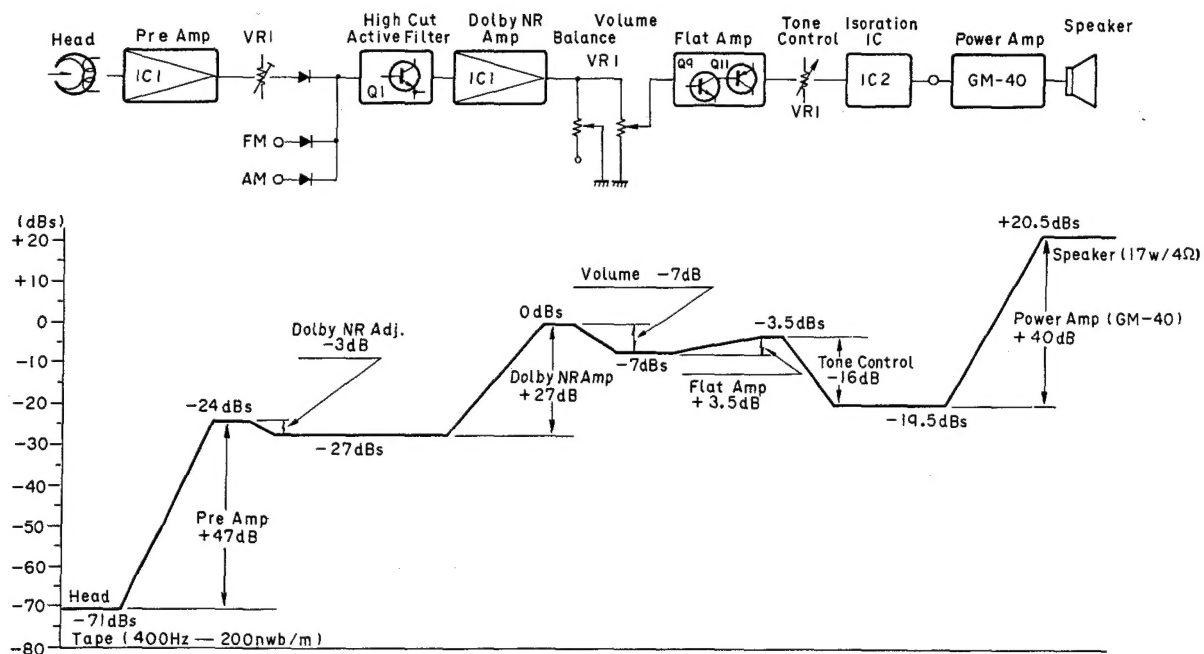 Head
Pre Amp
IC1
VR1
High Cut
Active Filter
Q1
Dolby NR
Amp
IC1
Balance
Volume
VR1
Flat Amp
Q9
Q11
Tone
Control
VR1
Isoration
IC
IC2
Power Amp
GM-40
Speaker
FM
AM
(dBs)
+20
+10
0
-10
-20
-30
-40
-50
-60
-70
-80
Head
-71dBs
Tape (400Hz — 200nwb/m)
Pre Amp
+47dB
-24dBs
Dolby NR Adj.
-3dB
-27dBs
0dBs
Dolby NR Amp
+27dB
Volume -7dB
-7dBs
Flat Amp
+3.5dB
-3.5dBs
Tone Control
-16dB
-19.5dBs
+20.5dBs
Speaker (17w/4Ω)
Power Amp (GM-40)
+40dB